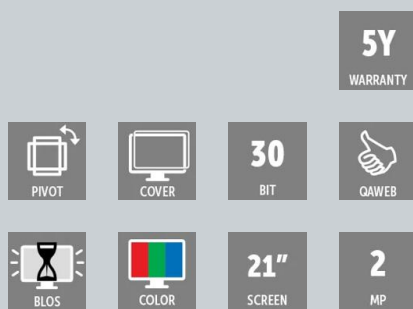 5Y
WARRANTY
PIVOT
COVER
30
BIT
QAWEB
BLOS
COLOR
21"
SCREEN
2
MP